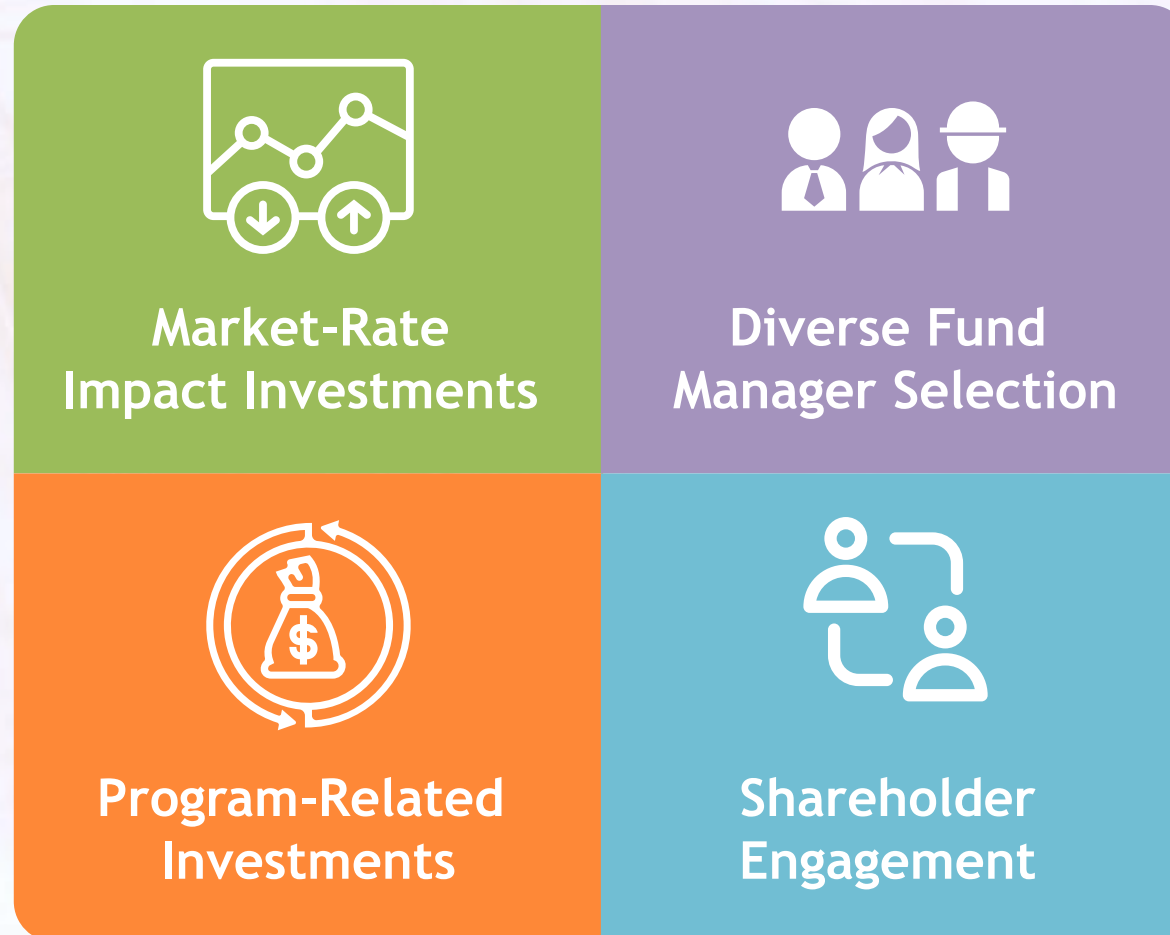 Market-Rate
Impact Investments
Diverse Fund
Manager Selection
$
Program-Related
Investments
Shareholder
Engagement